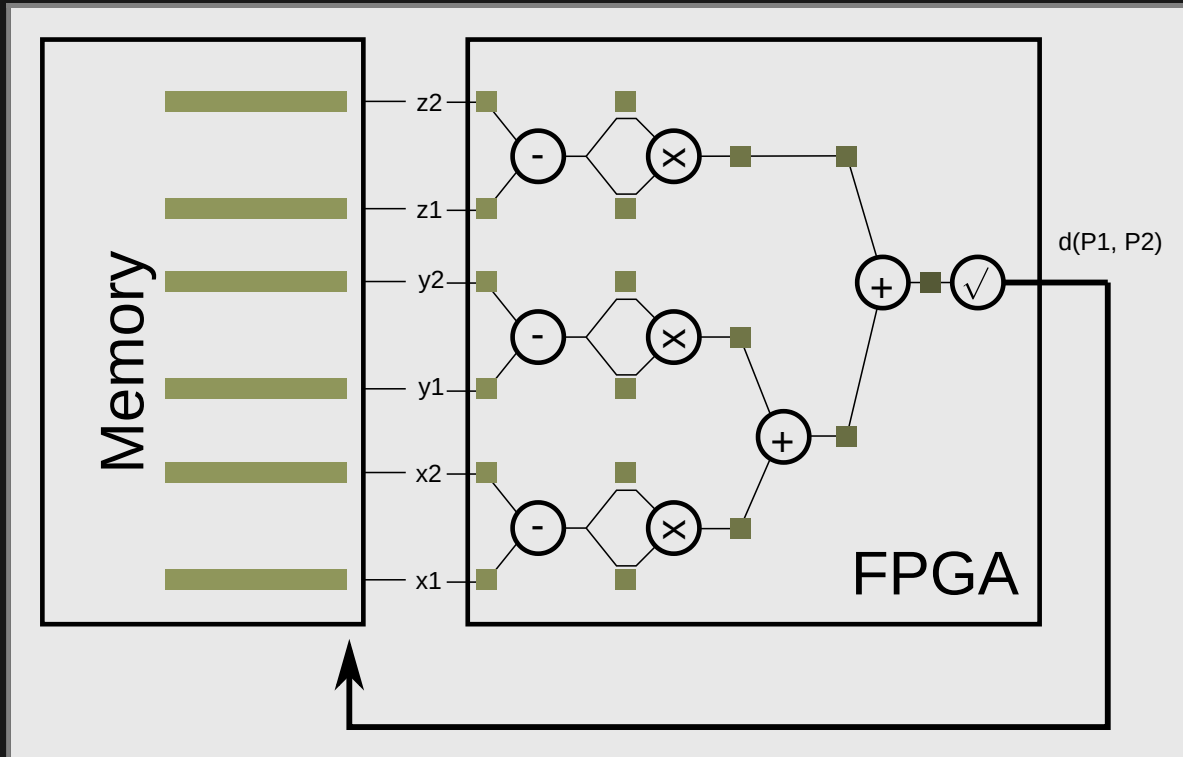 Memory
z2
z1
y2
y1
x2
x1
-
x
-
x
-
x
+
+
√
d(P1, P2)
FPGA